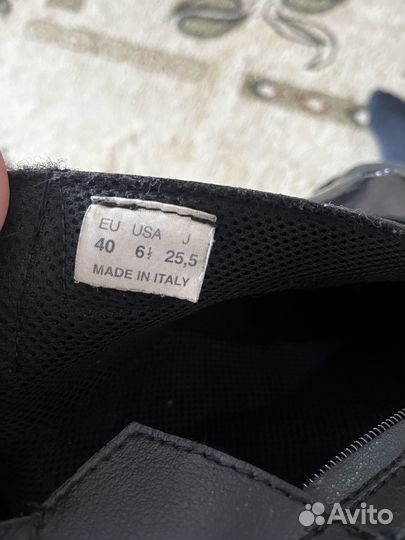 EU USA J
40 6½ 25,5
MADE IN ITALY
Avito